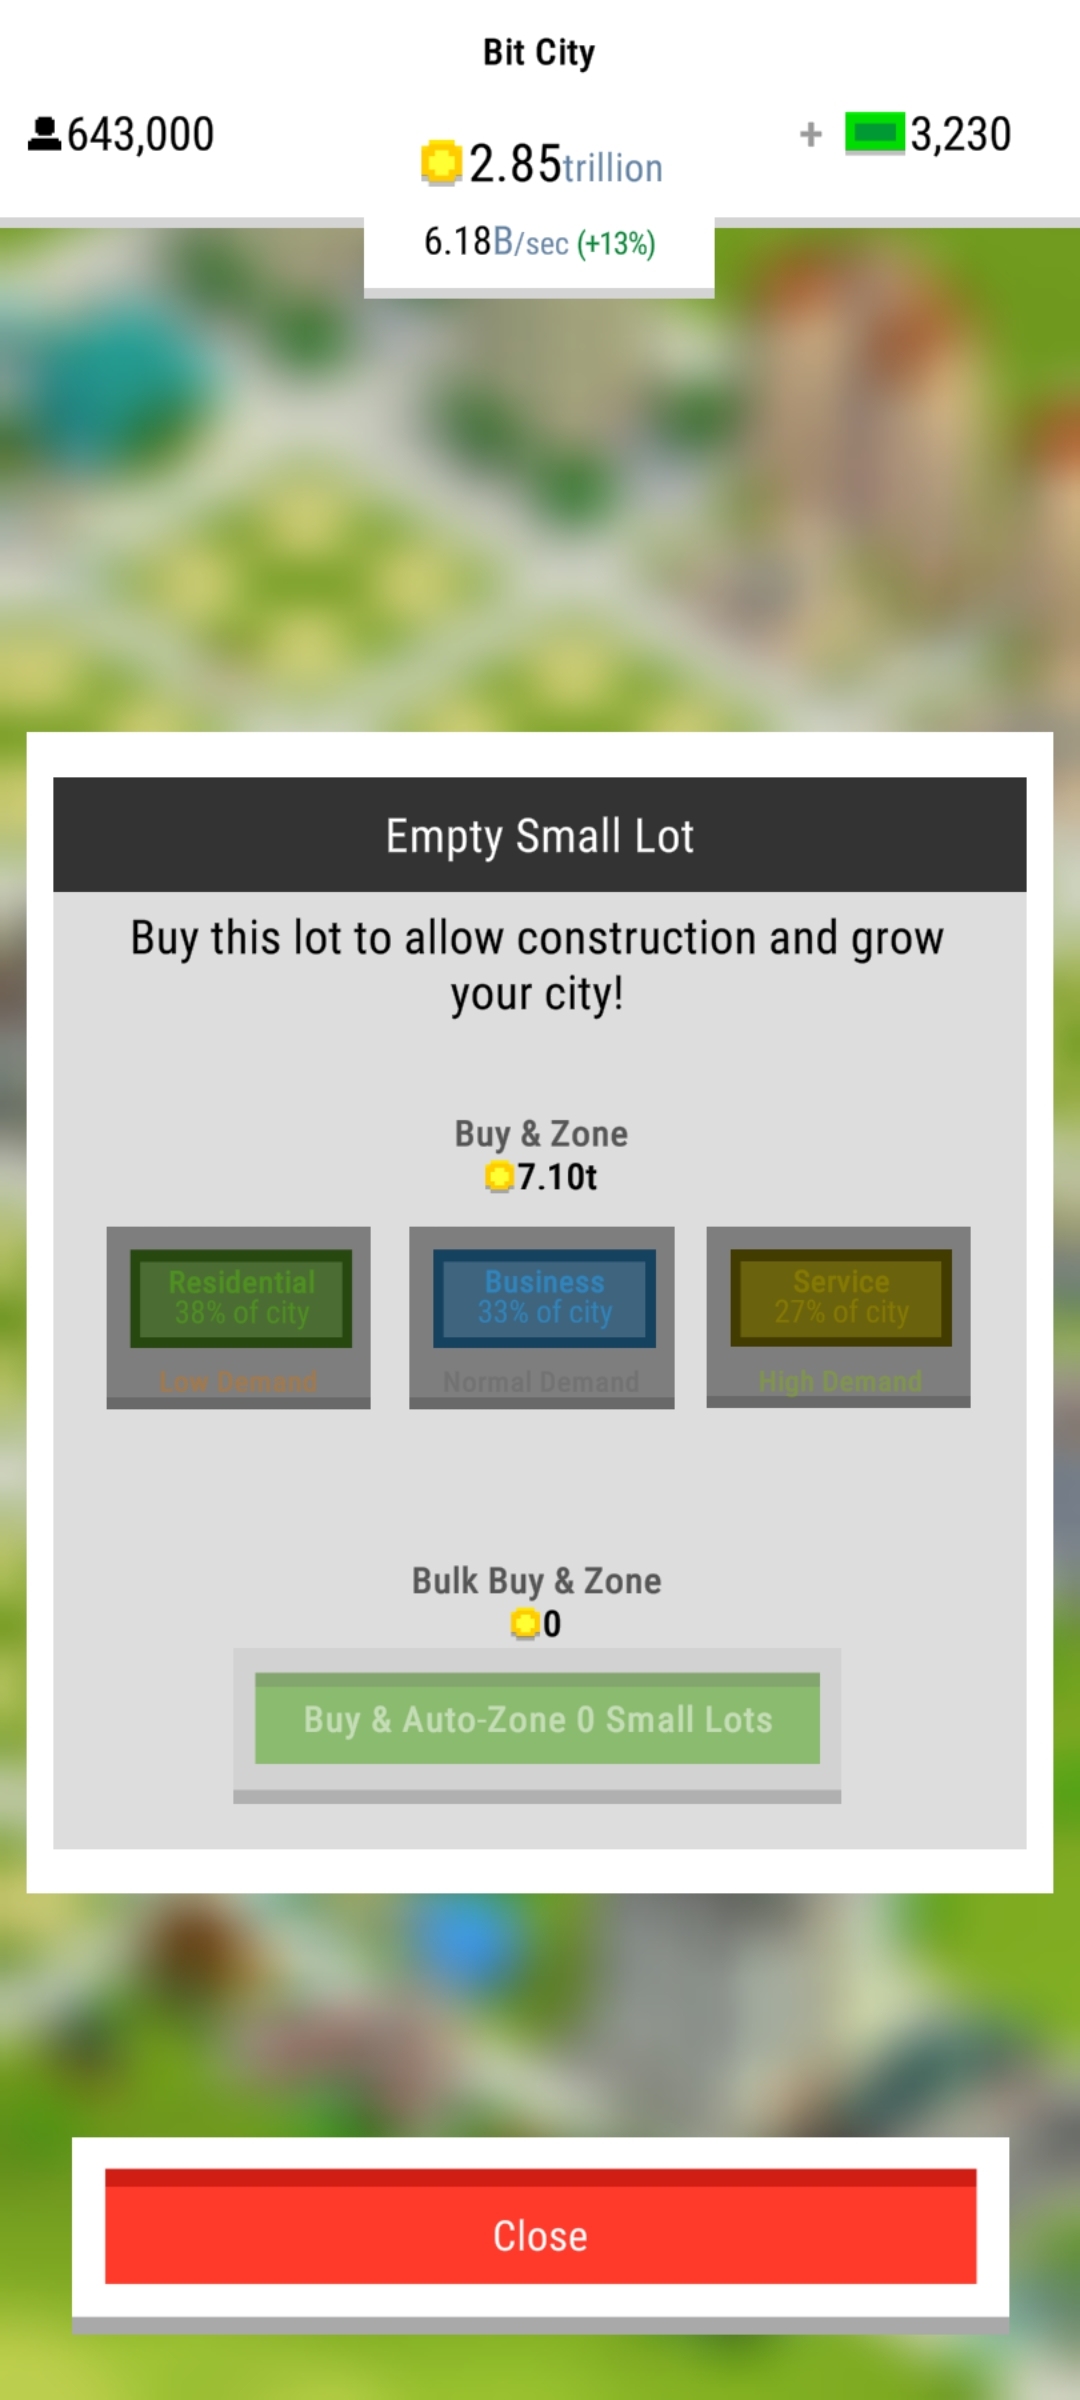 Bit City
643,000
2.85trillion
+ 3,230
6.18B/sec (+13%)
Empty Small Lot
Buy this lot to allow construction and grow
your city!
Buy & Zone
7.10t
Residential
38% of city
Low Demand
Business
33% of city
Normal Demand
Service
27% of city
High Demand
Bulk Buy & Zone
0
Buy & Auto-Zone 0 Small Lots
Close